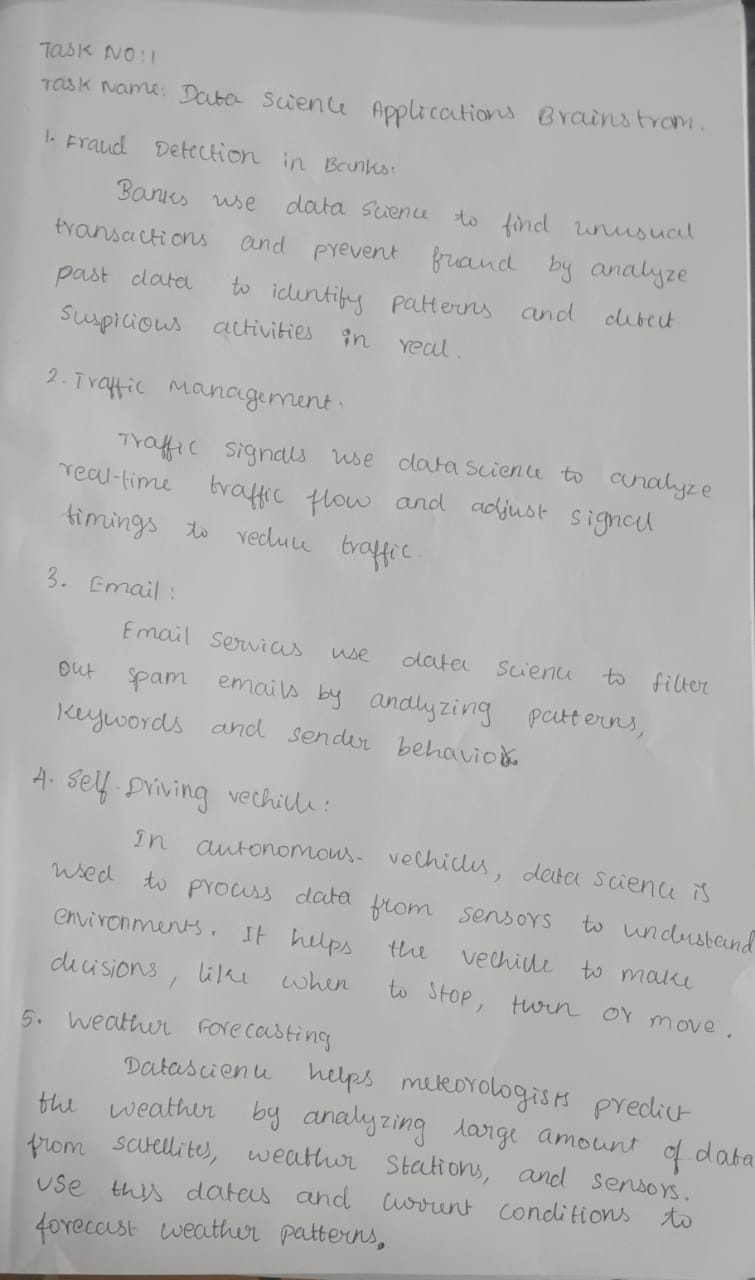 Task NO:1
Task Name: Data Science Applications Brainstrom.
1. Fraud Detection in Banks:
Banks use data science to find unusual
transactions and prevent fraud by analyze
past data to identify patterns and detect
suspicious activities in real.
2. Traffic Management.
Traffic signals use datascience to analyze
real-time traffic flow and adjust signal
timings to reduce traffic.
3. Email:
Email services use data science to filter
out spam emails by analyzing patterns,
keywords and sender behavior.
4. Self-Driving vechicle:
In autonomous vechicles, data science is
used to process data from sensors to understand
environments. It helps the vechicle to make
decisions, like when to stop, turn or move.
5. Weather Forecasting
Datascience helps meteorologists predict
the weather by analyzing large amount of data
from satellites, weather stations, and sensors.
use this datas and current conditions to
forecast weather patterns.